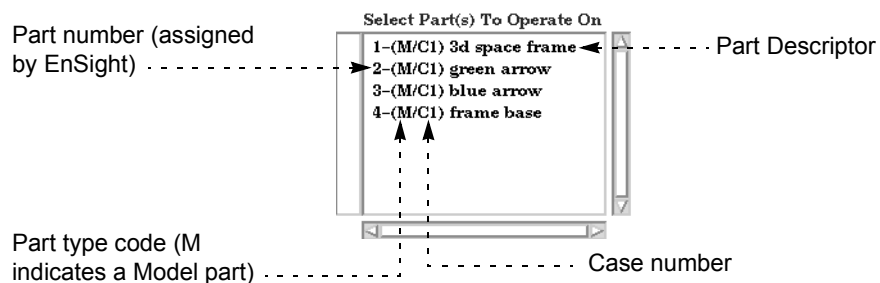 Select Part(s) To Operate On
Part number (assigned
by EnSight)
1-(M/C1) 3d space frame
2-(M/C1) green arrow
3-(M/C1) blue arrow
4-(M/C1) frame base
Part Descriptor
Part type code (M
indicates a Model part)
Case number